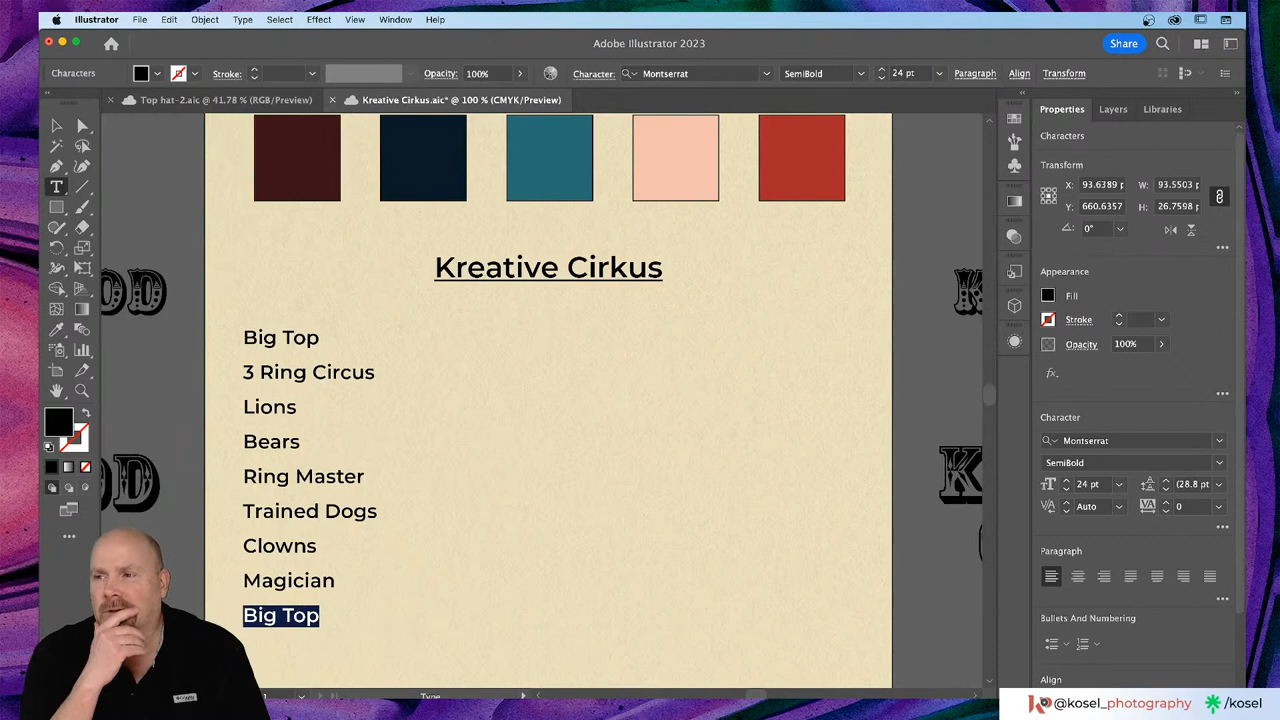 Illustrator File Edit Object Type Select Effect View Window Help
Adobe Illustrator 2023
Share
Characters Stroke: Opacity: 100% Character: Montserrat SemiBold 24 pt Paragraph Align Transform
× Top hat-2.aic @ 41.78 % (RGB/Preview) × Kreative Cirkus.aic* @ 100 % (CMYK/Preview)
Properties Layers Libraries
Characters
Transform
X: 93.6389 p W: 93.5503 p
Y: 660.6357 H: 26.7598 p
0°
Appearance
Fill
Stroke
Opacity 100%
fx.
Character
Montserrat
SemiBold
24 pt (28.8 pt
Auto 0
Paragraph
Bullets And Numbering
Align
Kreative Cirkus
Big Top
3 Ring Circus
Lions
Bears
Ring Master
Trained Dogs
Clowns
Magician
Big Top
OD
K
OD
K
Type
@kosel_photography /kosel